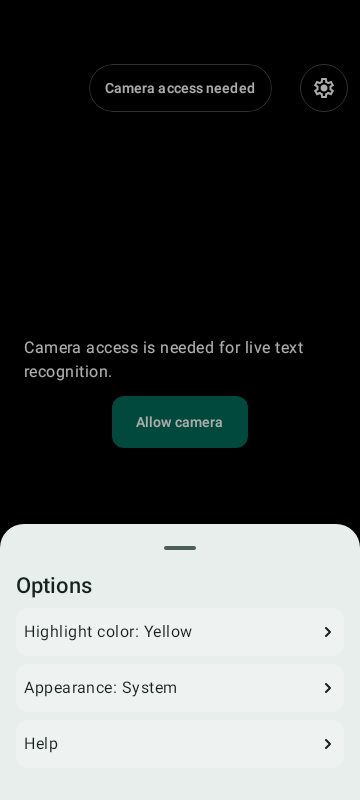 Camera access needed
Camera access is needed for live text
recognition.
Allow camera
Options
Highlight color: Yellow
Appearance: System
Help